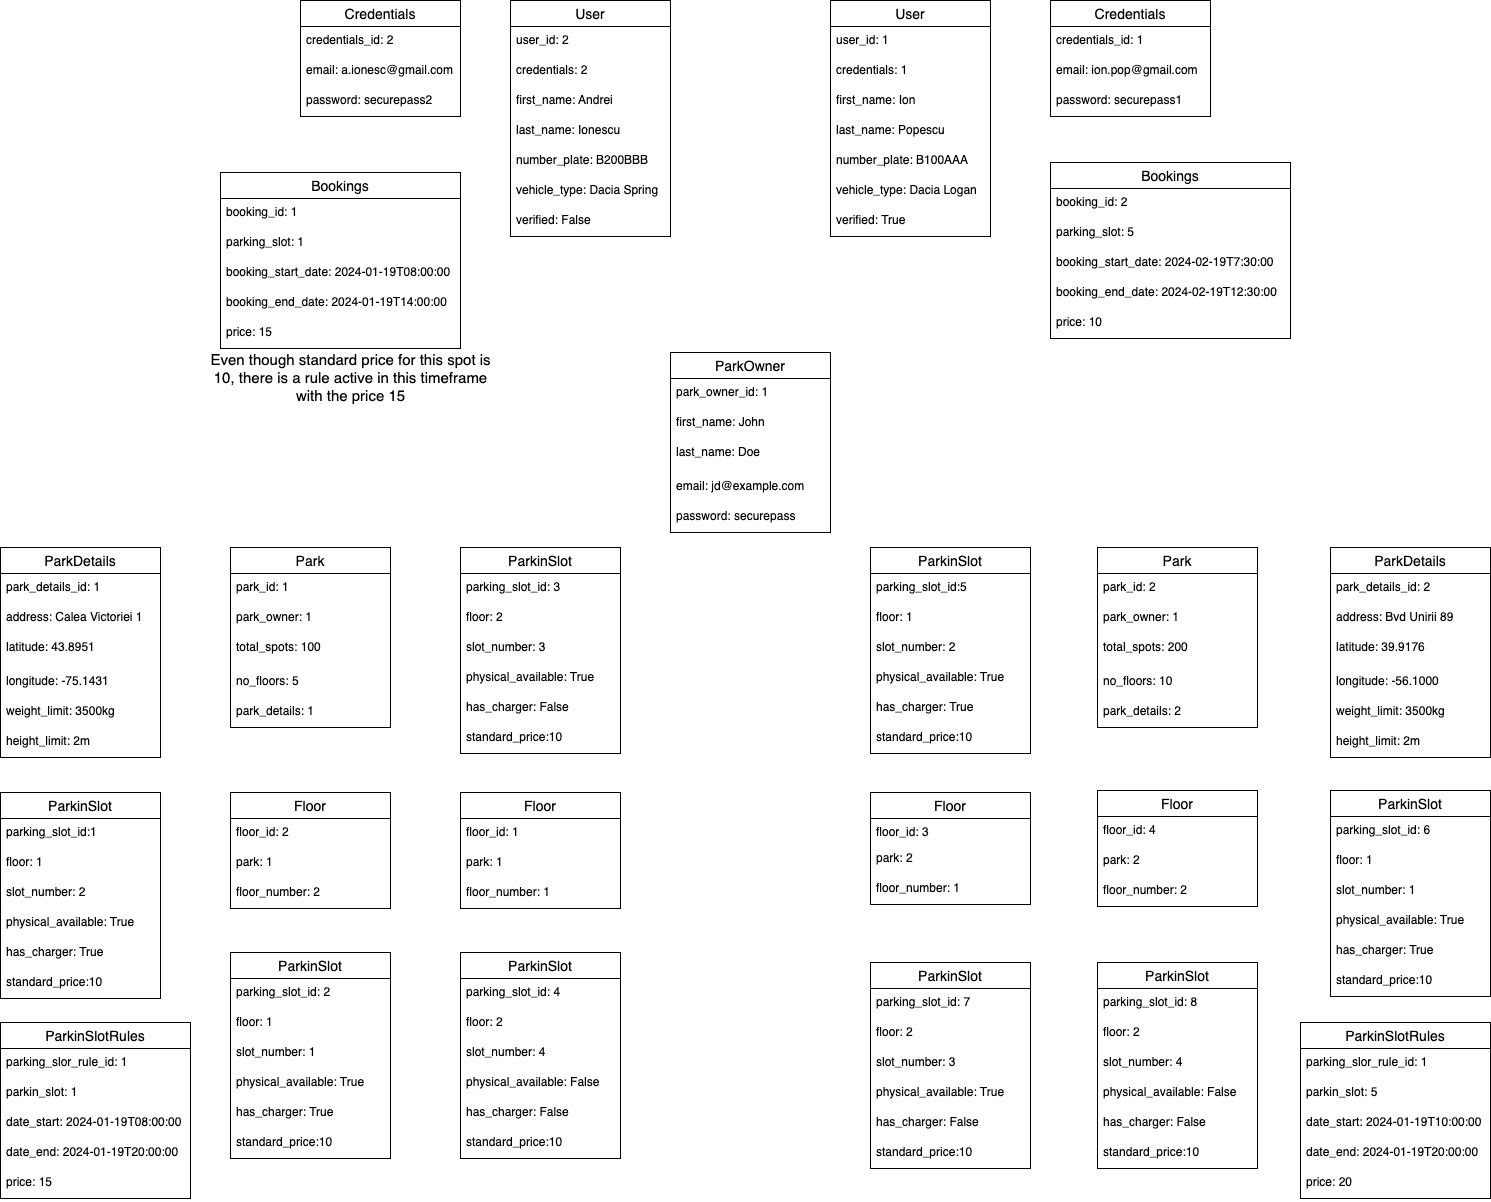 Credentials
credentials_id: 2
email: a.ionesc@gmail.com
password: securepass2
User
user_id: 2
credentials: 2
first_name: Andrei
last_name: Ionescu
number_plate: B200BBB
vehicle_type: Dacia Spring
verified: False
User
user_id: 1
credentials: 1
first_name: Ion
last_name: Popescu
number_plate: B100AAA
vehicle_type: Dacia Logan
verified: True
Credentials
credentials_id: 1
email: ion.pop@gmail.com
password: securepass1
Bookings
booking_id: 1
parking_slot: 1
booking_start_date: 2024-01-19T08:00:00
booking_end_date: 2024-01-19T14:00:00
price: 15
Even though standard price for this spot is
10, there is a rule active in this timeframe
with the price 15
Bookings
booking_id: 2
parking_slot: 5
booking_start_date: 2024-02-19T7:30:00
booking_end_date: 2024-02-19T12:30:00
price: 10
ParkOwner
park_owner_id: 1
first_name: John
last_name: Doe
email: jd@example.com
password: securepass
ParkDetails
park_details_id: 1
address: Calea Victoriei 1
latitude: 43.8951
longitude: -75.1431
weight_limit: 3500kg
height_limit: 2m
Park
park_id: 1
park_owner: 1
total_spots: 100
no_floors: 5
park_details: 1
ParkinSlot
parking_slot_id: 3
floor: 2
slot_number: 3
physical_available: True
has_charger: False
standard_price:10
ParkinSlot
parking_slot_id:5
floor: 1
slot_number: 2
physical_available: True
has_charger: True
standard_price:10
Park
park_id: 2
park_owner: 1
total_spots: 200
no_floors: 10
park_details: 2
ParkDetails
park_details_id: 2
address: Bvd Unirii 89
latitude: 39.9176
longitude: -56.1000
weight_limit: 3500kg
height_limit: 2m
ParkinSlot
parking_slot_id:1
floor: 1
slot_number: 2
physical_available: True
has_charger: True
standard_price:10
Floor
floor_id: 2
park: 1
floor_number: 2
Floor
floor_id: 1
park: 1
floor_number: 1
Floor
floor_id: 3
park: 2
floor_number: 1
Floor
floor_id: 4
park: 2
floor_number: 2
ParkinSlot
parking_slot_id: 6
floor: 1
slot_number: 1
physical_available: True
has_charger: True
standard_price:10
ParkinSlot
parking_slot_id: 2
floor: 1
slot_number: 1
physical_available: True
has_charger: True
standard_price:10
ParkinSlot
parking_slot_id: 4
floor: 2
slot_number: 4
physical_available: False
has_charger: False
standard_price:10
ParkinSlot
parking_slot_id: 7
floor: 2
slot_number: 3
physical_available: True
has_charger: False
standard_price:10
ParkinSlot
parking_slot_id: 8
floor: 2
slot_number: 4
physical_available: False
has_charger: False
standard_price:10
ParkinSlotRules
parking_slor_rule_id: 1
parkin_slot: 1
date_start: 2024-01-19T08:00:00
date_end: 2024-01-19T20:00:00
price: 15
ParkinSlotRules
parking_slor_rule_id: 1
parkin_slot: 5
date_start: 2024-01-19T10:00:00
date_end: 2024-01-19T20:00:00
price: 20